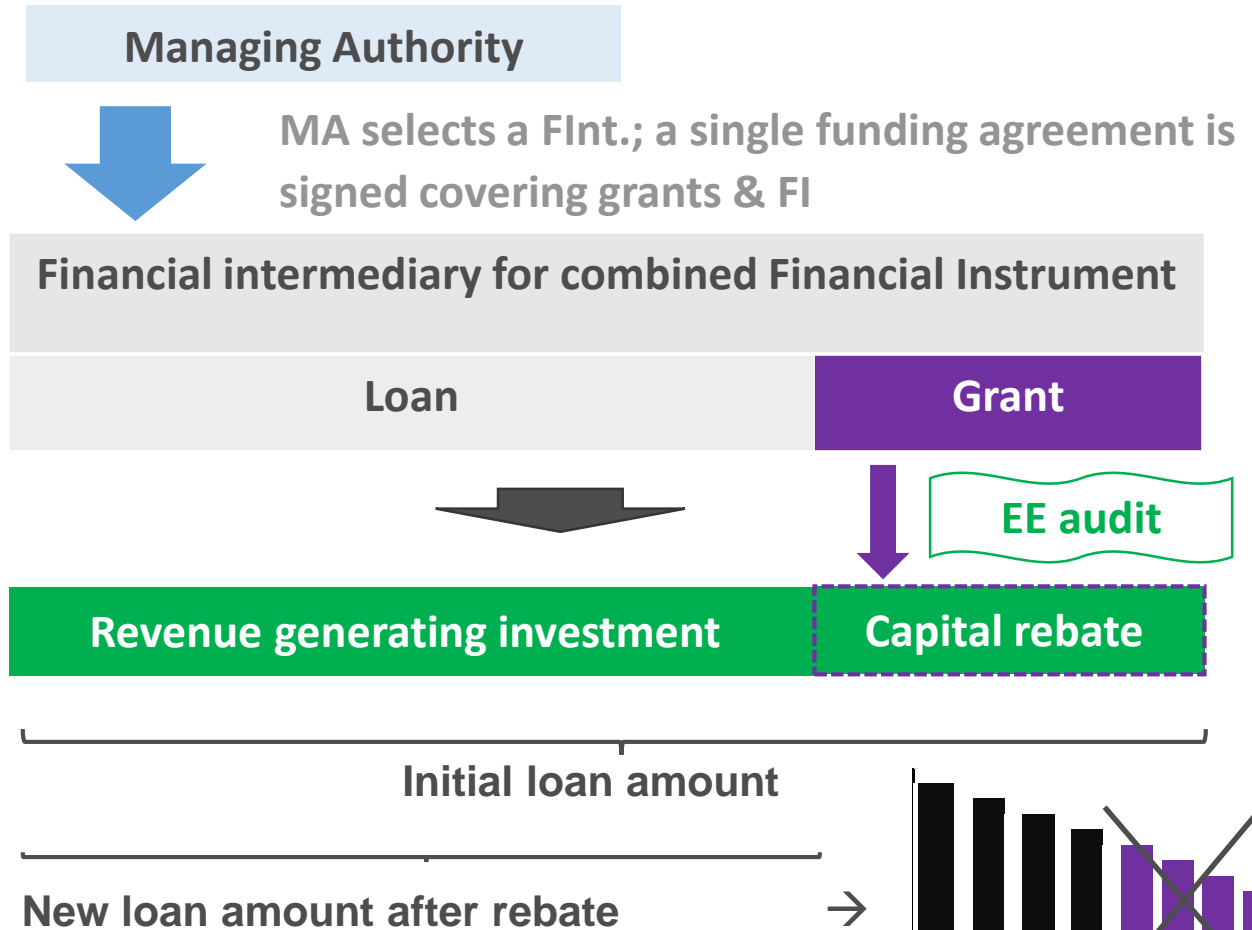 Managing Authority
MA selects a FInt.; a single funding agreement is
signed covering grants & FI
Financial intermediary for combined Financial Instrument
Loan
Grant
EE audit
Revenue generating investment
Capital rebate
Initial loan amount
New loan amount after rebate →